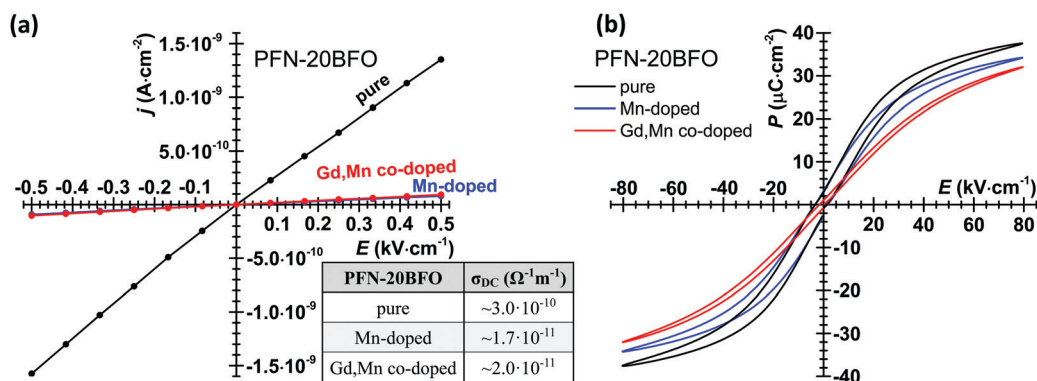 (a)
PFN-20BFO
j (A·cm⁻²)
1.5·10⁻⁹
1.0·10⁻⁹
5.0·10⁻¹⁰
pure
Gd,Mn co-doped
Mn-doped
-0.5 -0.4 -0.3 -0.2 -0.1
0.1 0.2 0.3 0.4 0.5
E (kV·cm⁻¹)
-5.0·10⁻¹⁰
-1.0·10⁻⁹
-1.5·10⁻⁹
PFN-20BFO σDC (Ω⁻¹m⁻¹)
pure ~3.0·10⁻¹⁰
Mn-doped ~1.7·10⁻¹¹
Gd,Mn co-doped ~2.0·10⁻¹¹
(b)
PFN-20BFO
pure
Mn-doped
Gd,Mn co-doped
P (μC·cm⁻²)
40
30
20
10
-80 -60 -40 -20
E (kV·cm⁻¹)
20 40 60 80
-10
-20
-30
-40